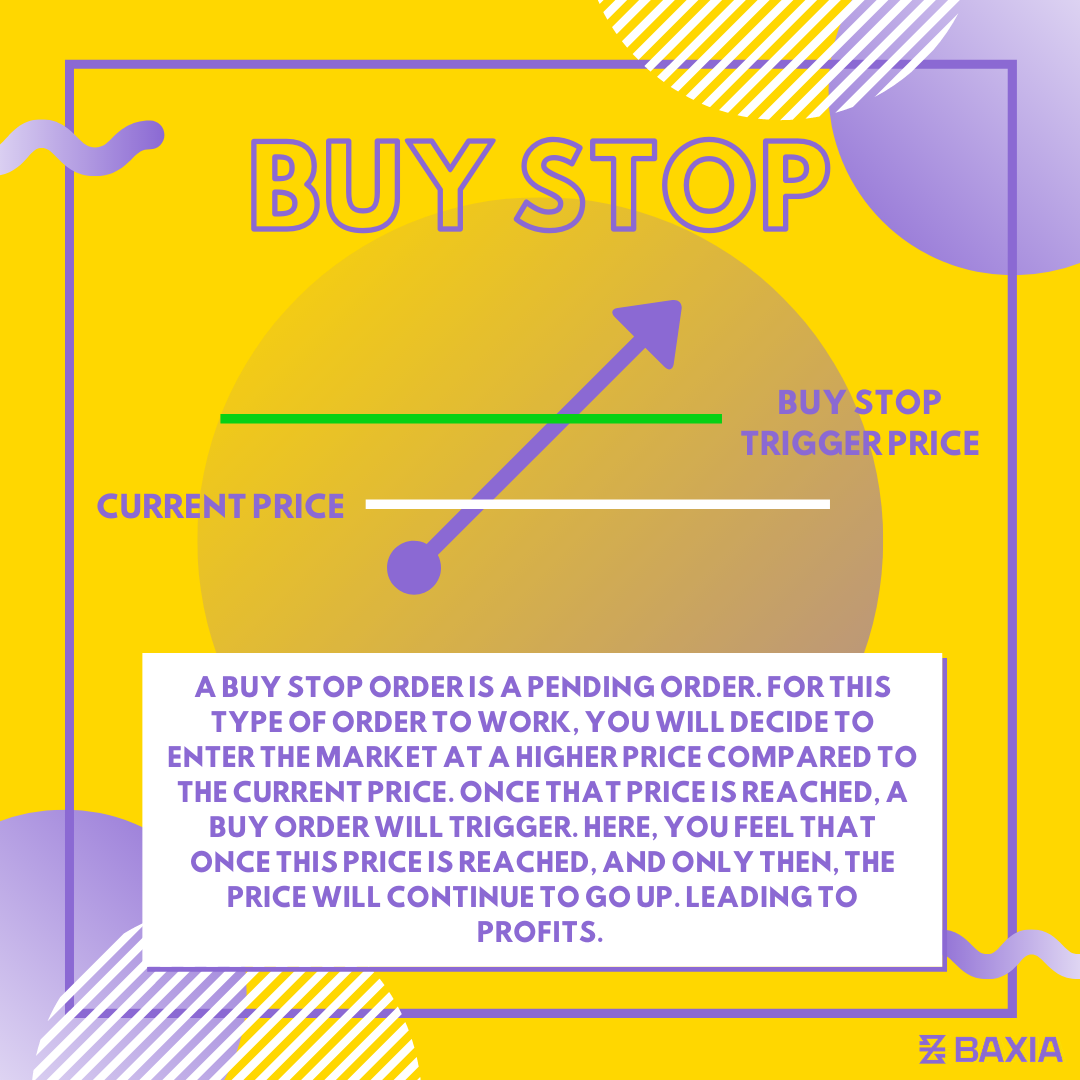 BUY STOP
BUY STOP
TRIGGER PRICE
CURRENT PRICE
A BUY STOP ORDER IS A PENDING ORDER. FOR THIS
TYPE OF ORDER TO WORK, YOU WILL DECIDE TO
ENTER THE MARKET AT A HIGHER PRICE COMPARED TO
THE CURRENT PRICE. ONCE THAT PRICE IS REACHED, A
BUY ORDER WILL TRIGGER. HERE, YOU FEEL THAT
ONCE THIS PRICE IS REACHED, AND ONLY THEN, THE
PRICE WILL CONTINUE TO GO UP. LEADING TO
PROFITS.
BAXIA